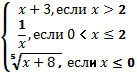 x + 3, если x > 2
1/x, если 0 < x ≤ 2
⁵√(x + 8), если x ≤ 0